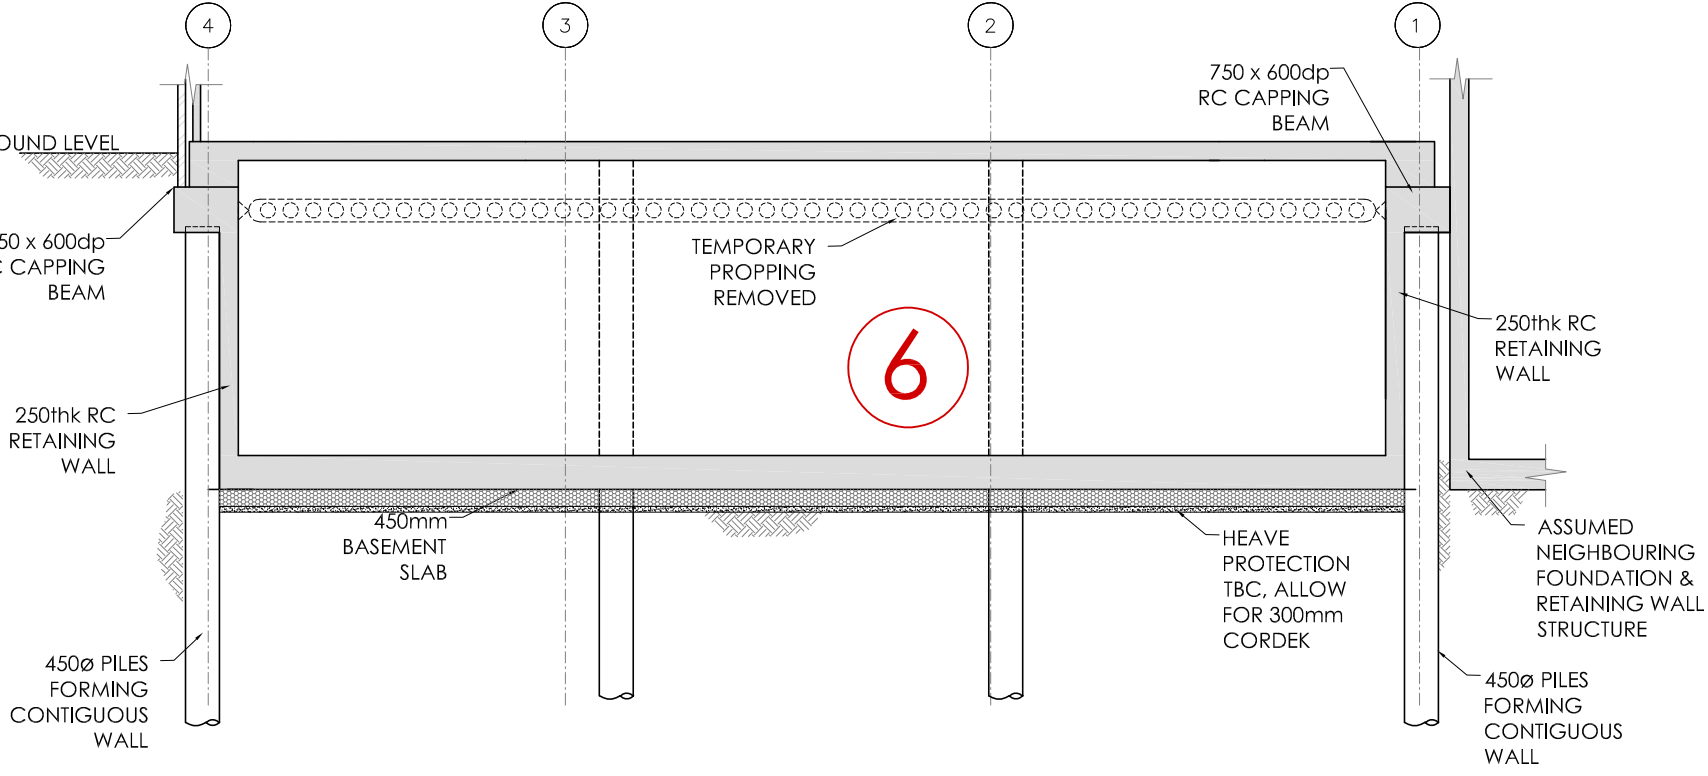 4
3
2
1
750 x 600dp
RC CAPPING
BEAM
OUND LEVEL
50 x 600dp
C CAPPING
BEAM
TEMPORARY
PROPPING
REMOVED
6
250thk RC
RETAINING
WALL
250thk RC
RETAINING
WALL
450mm
BASEMENT
SLAB
HEAVE
PROTECTION
TBC, ALLOW
FOR 300mm
CORDEK
ASSUMED
NEIGHBOURING
FOUNDATION &
RETAINING WALL
STRUCTURE
450ø PILES
FORMING
CONTIGUOUS
WALL
450ø PILES
FORMING
CONTIGUOUS
WALL